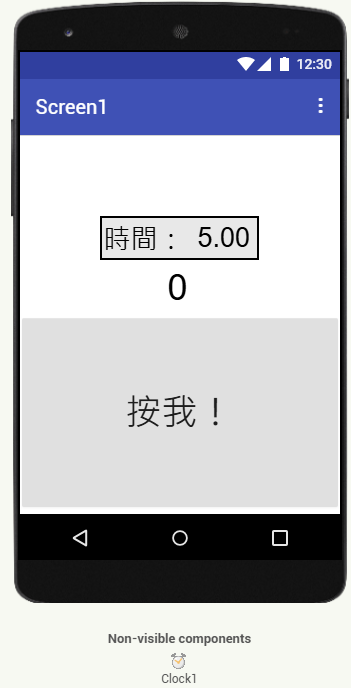 12:30
Screen1
時間： 5.00
0
按我！
Non-visible components
Clock1